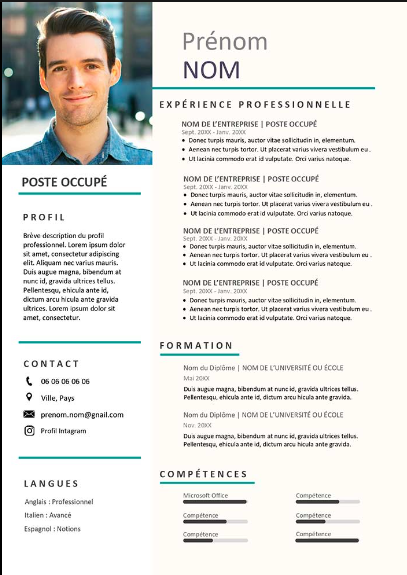 Prénom
NOM
POSTE OCCUPÉ
PROFIL
Brève description du profil
professionnel. Lorem ipsum dolor
sit amet, consectetur adipiscing
elit. Aliquam nec varius mauris.
Duis augue magna, bibendum at
nunc id, gravida ultrices tellus.
Pellentesqu, ehicula ante id,
dictum arcu hicula ante gravida
ultrices. Lorem ipsum dolor sit
amet, consectetur.
CONTACT
06 06 06 06 06
Ville, Pays
prenom.nom@gnail.com
Profil Intagram
LANGUES
Anglais : Professionnel
Italien : Avancé
Espagnol : Notions
EXPÉRIENCE PROFESSIONNELLE
NOM DE L'ENTREPRISE | POSTE OCCUPÉ
Sept. 20XX - Janv. 20XX
• Donec turpis mauris, auctor vitae sollicitudin in, elementum.
• Aenean nec turpis tortor. Ut placerat varius viverra vestibulum eu.
• Ut lacinia commodo erat id vulputate. Orci varius natoque.
NOM DE L'ENTREPRISE | POSTE OCCUPÉ
Sept. 20XX - Janv. 20XX
• Donec turpis mauris, auctor vitae sollicitudin in, elementum.
• Aenean nec turpis tortor. Ut placerat varius vivera vestibulum eu.
• Ut lacinia commodo erat id vulputate. Orci varius natoque.
NOM DE L'ENTREPRISE | POSTE OCCUPÉ
Sept. 20XX - Janv. 20XX
• Donec turpis mauris, auctor vitae sollicitudin in, elementum.
• Aenean nec turpis tortor. Ut placerat varius viverra vestibulum eu.
• Ut lacinia commodo erat id vulputate. Orci varius natoque.
NOM DE L'ENTREPRISE | POSTE OCCUPÉ
Sept. 20XX - Janv. 20XX
• Donec turpis mauris, auctor vitae sollicitudin in, elementum.
• Aenean nec turpis tortor. Ut placerat varius vivera vestibulum eu.
• Ut lacinia commodo erat id vulputate. Orci varius natoque.
FORMATION
Nom du Diplôme | NOM DE L'UNIVERSITÉ OU ÉCOLE
Mai 20XX
Duis augue magna, bibendum at nunc id, gravida ultrices tellus.
Pellentesque, vehicula ante id, dictum arcu.
Nom du Diplôme | NOM DE L'UNIVERSITÉ OU ÉCOLE
Nov. 20XX
Duis augue magna, bibendum at nunc id, gravida ultrices tellus.
Pellentesque, vehicula ante id, dictum arcu.
COMPÉTENCES
Microsoft Office
Compétence
Compétence
Compétence
Compétence
Compétence